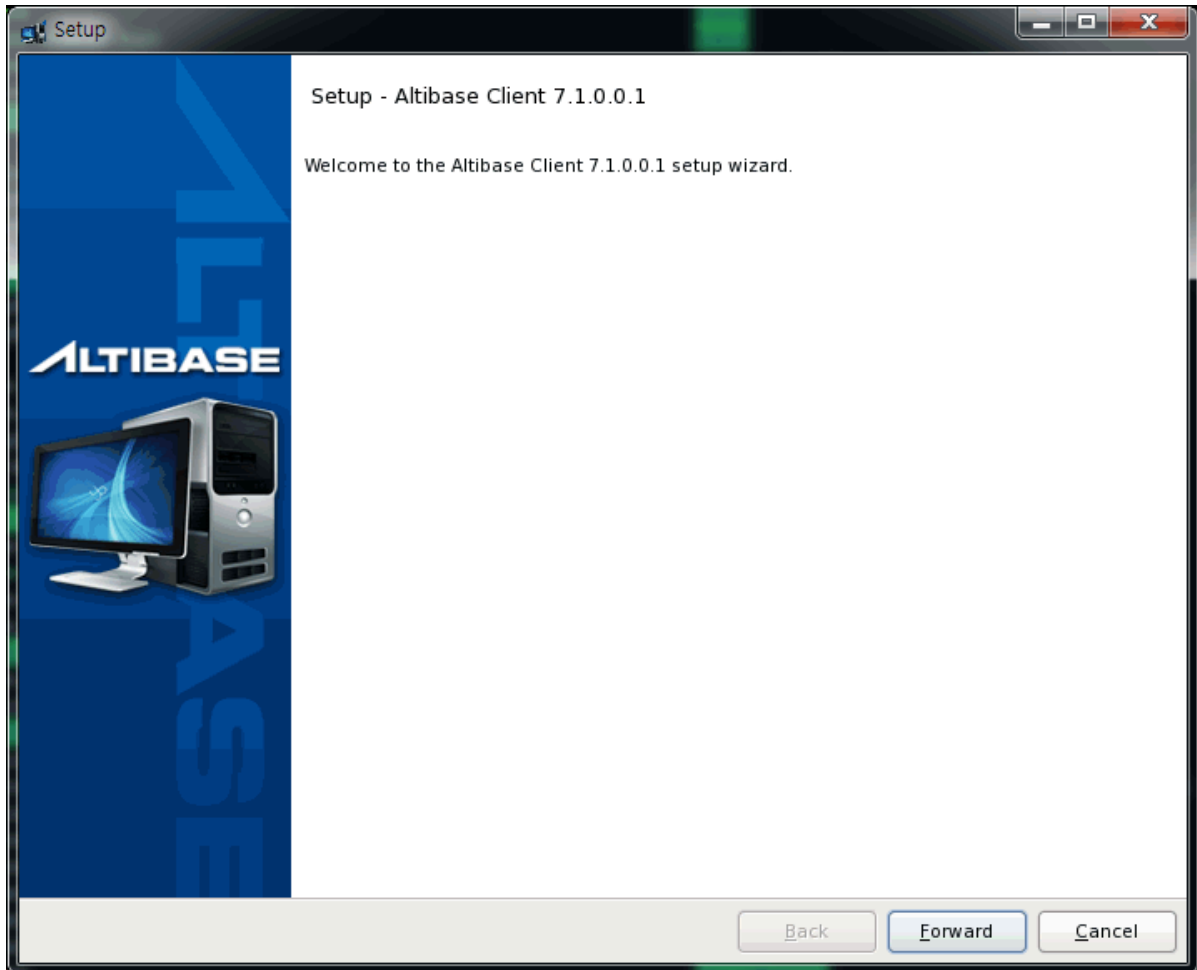 Setup
Setup - Altibase Client 7.1.0.0.1
Welcome to the Altibase Client 7.1.0.0.1 setup wizard.
ALTIBASE
ALTIBASE
Back
Forward
Cancel